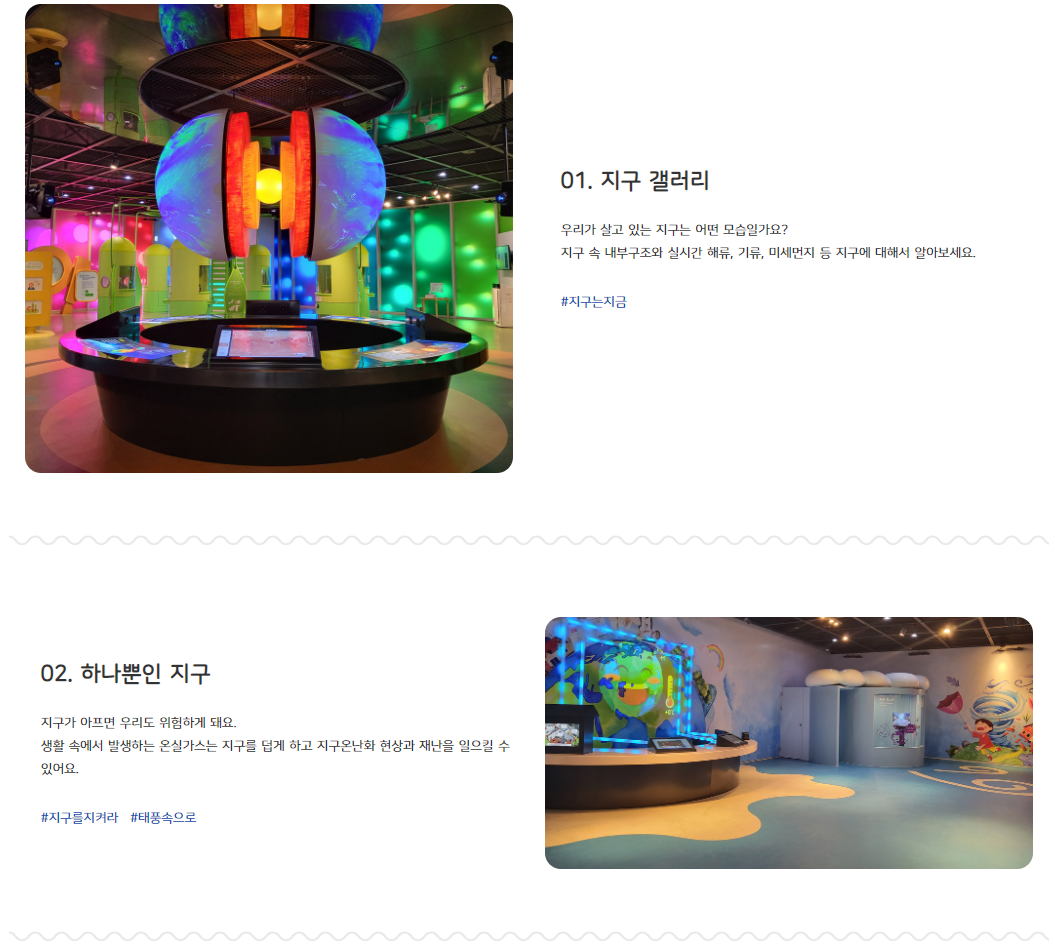 01. 지구 갤러리
우리가 살고 있는 지구는 어떤 모습일가요?
지구 속 내부구조와 실시간 해류, 기류, 미세먼지 등 지구에 대해서 알아보세요.
#지구는지금
02. 하나뿐인 지구
지구가 아프면 우리도 위험하게 돼요.
생활 속에서 발생하는 온실가스는 지구를 덥게 하고 지구온난화 현상과 재난을 일으킬 수
있어요.
#지구를지켜라 #태풍속으로